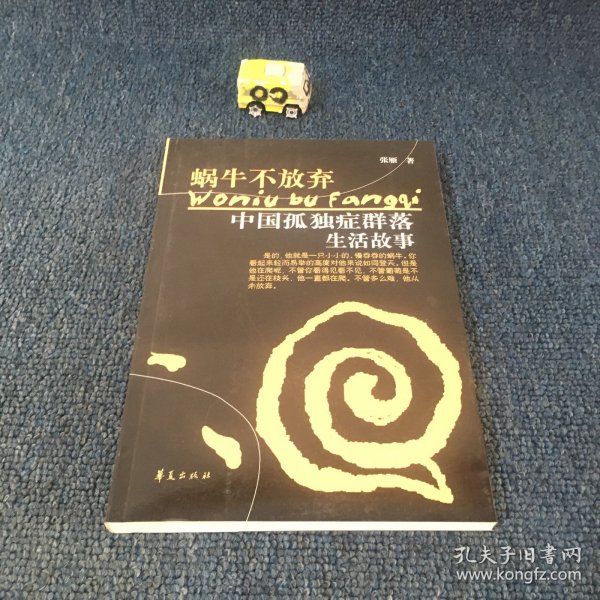 张雁 著
蜗牛不放弃
Woniu bu fangqi
中国孤独症群落
生活故事
是的，他就是一只小小的，慢吞吞的蜗牛。你
看起来轻而易举的高度对他来说如同登天。但是
他在爬呢，不管你看得见看不见，不管葡萄是不
是还在枝头，他一直都在爬。不管多么难，他从
未放弃。
华夏出版社
孔夫子旧书网
www.kongfz.com